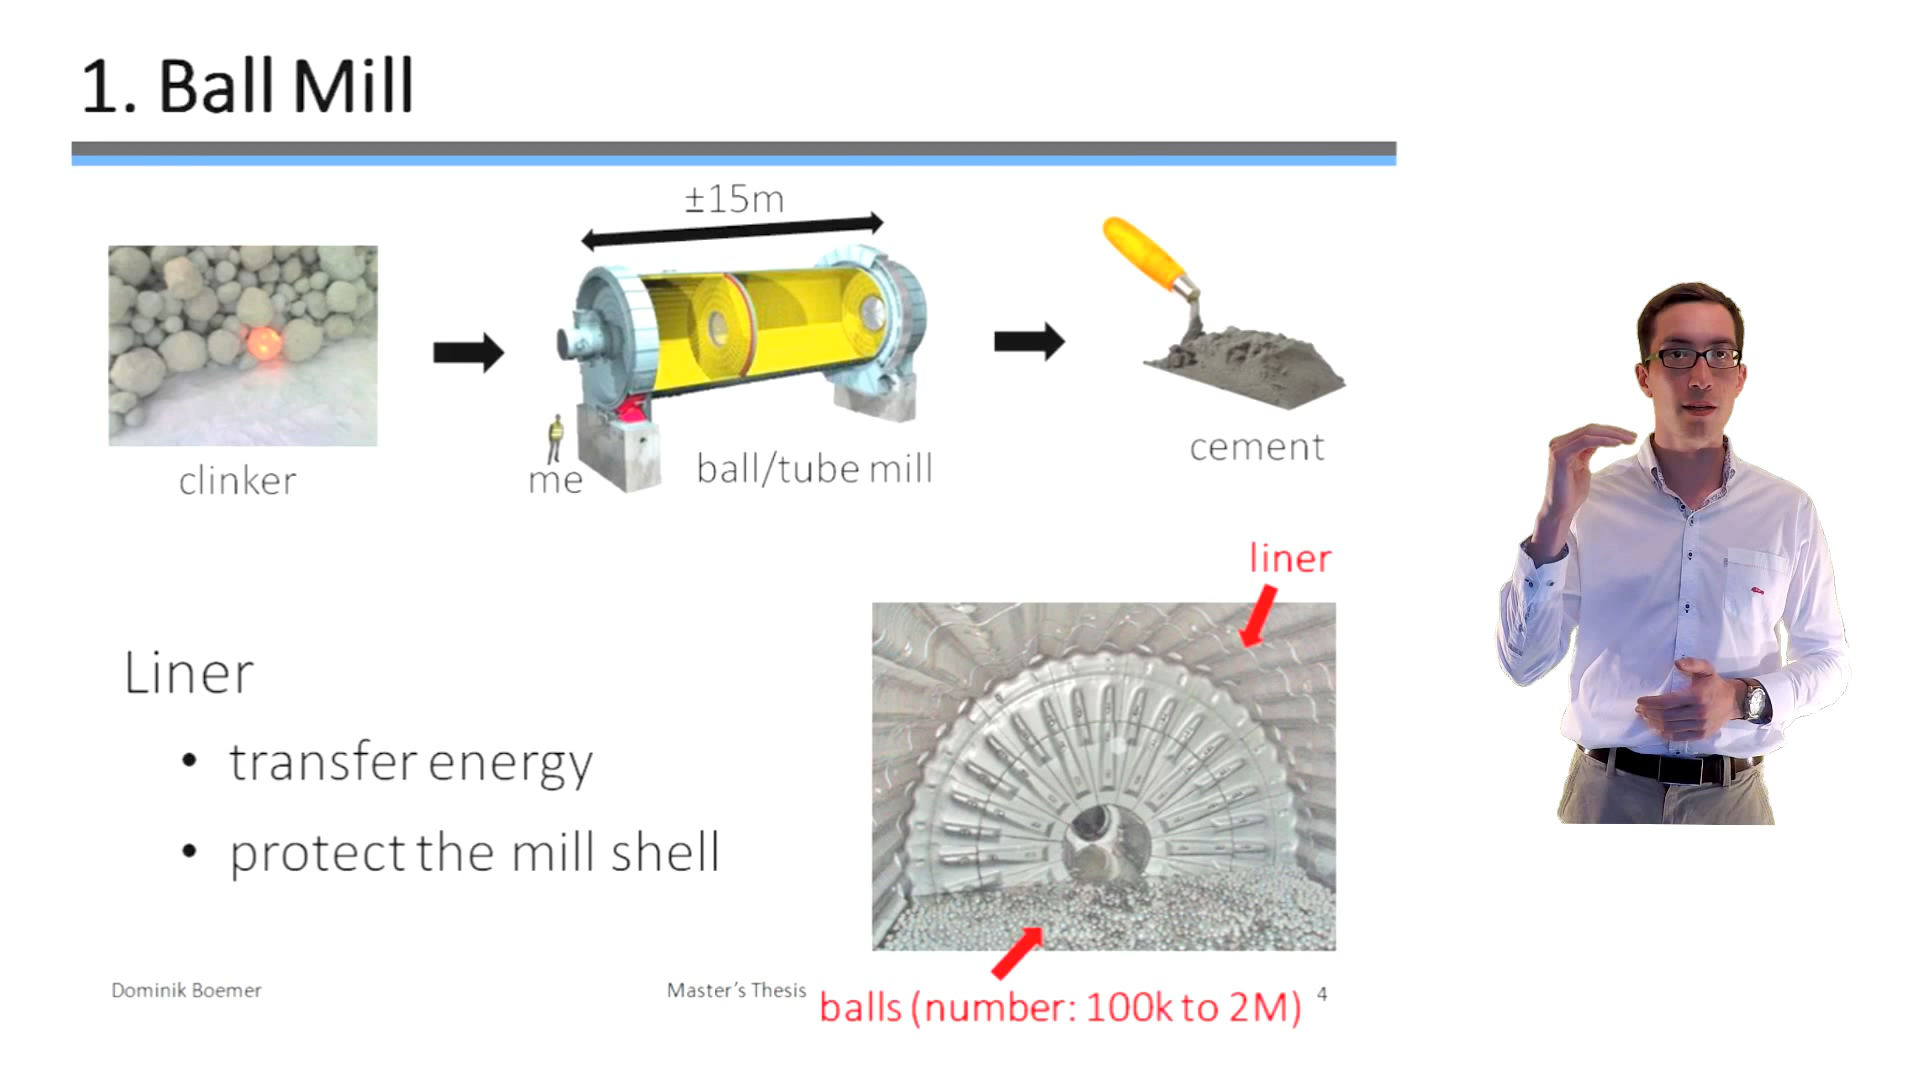 1. Ball Mill
±15m
clinker
me
ball/tube mill
cement
liner
Liner
• transfer energy
• protect the mill shell
balls (number: 100k to 2M)
Dominik Boemer
Master's Thesis
4